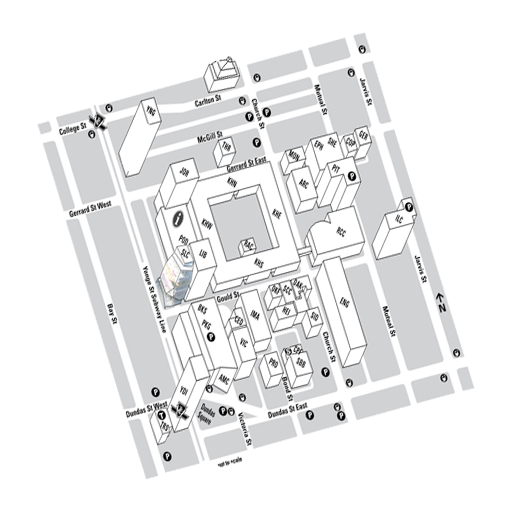 Carlton St
College St
YNG
Church St
Mutual St
Jarvis St
McGill St
THR
Gerrard St East
MON
EPH
SHE
COP
GER
PIT
ARC
JOR
KHN
KHW
KHE
KHS
RAC
RCC
ILC
Gerrard St West
i
POD
SLC
LIB
Yonge St Subway Line
Bay St
Gould St
BKS
PKG
CED
IMA
VIC
OKF
SCC
OAK
HEI
SID
ENG
Church St
Mutual St
Jarvis St
N
PRO
SBB
Bond St
AMC
YDI
TRS
Dundas St West
Dundas
Square
Victoria St
Dundas St East
not to scale